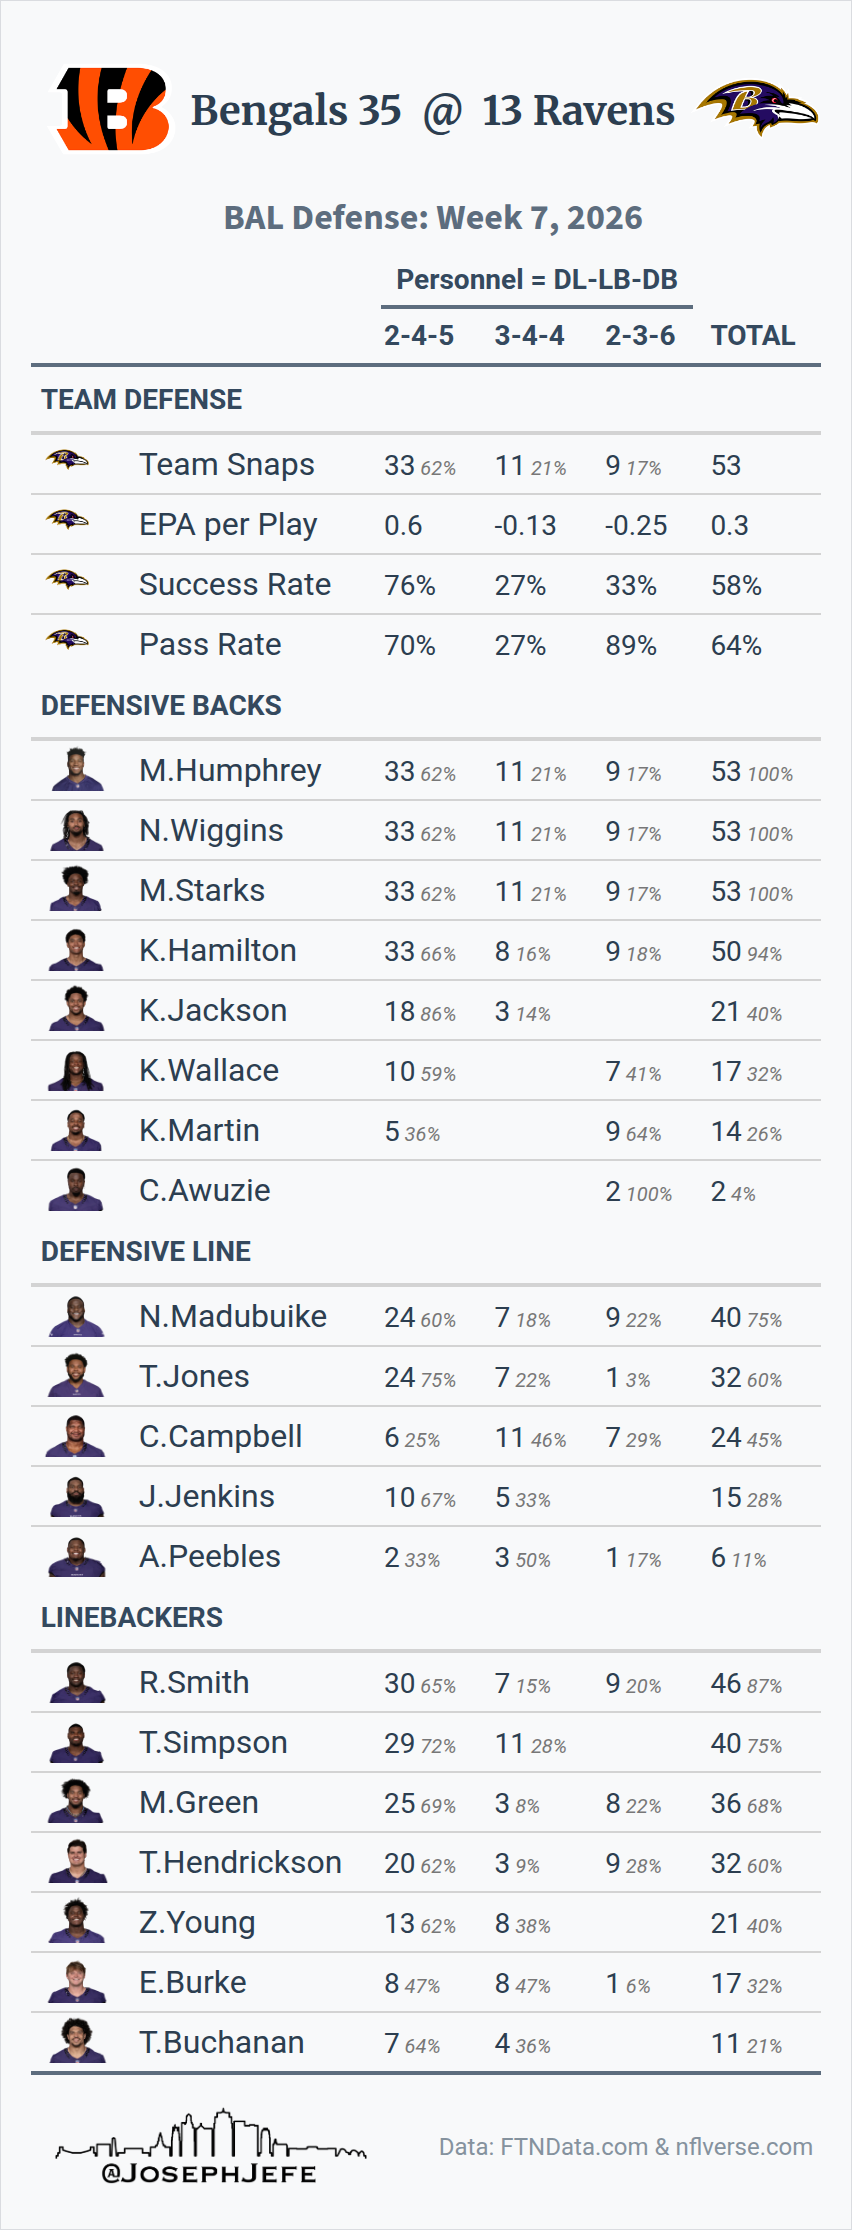 Bengals 35 @ 13 Ravens
BAL Defense: Week 7, 2026
Personnel = DL-LB-DB
2-4-5 3-4-4 2-3-6 TOTAL
TEAM DEFENSE
Team Snaps 33 62% 11 21% 9 17% 53
EPA per Play 0.6 -0.13 -0.25 0.3
Success Rate 76% 27% 33% 58%
Pass Rate 70% 27% 89% 64%
DEFENSIVE BACKS
M.Humphrey 33 62% 11 21% 9 17% 53 100%
N.Wiggins 33 62% 11 21% 9 17% 53 100%
M.Starks 33 62% 11 21% 9 17% 53 100%
K.Hamilton 33 66% 8 16% 9 18% 50 94%
K.Jackson 18 86% 3 14% 21 40%
K.Wallace 10 59% 7 41% 17 32%
K.Martin 5 36% 9 64% 14 26%
C.Awuzie 2 100% 2 4%
DEFENSIVE LINE
N.Madubuike 24 60% 7 18% 9 22% 40 75%
T.Jones 24 75% 7 22% 1 3% 32 60%
C.Campbell 6 25% 11 46% 7 29% 24 45%
J.Jenkins 10 67% 5 33% 15 28%
A.Peebles 2 33% 3 50% 1 17% 6 11%
LINEBACKERS
R.Smith 30 65% 7 15% 9 20% 46 87%
T.Simpson 29 72% 11 28% 40 75%
M.Green 25 69% 3 8% 8 22% 36 68%
T.Hendrickson 20 62% 3 9% 9 28% 32 60%
Z.Young 13 62% 8 38% 21 40%
E.Burke 8 47% 8 47% 1 6% 17 32%
T.Buchanan 7 64% 4 36% 11 21%
@JOSEPHJEFE
Data: FTNData.com & nflverse.com